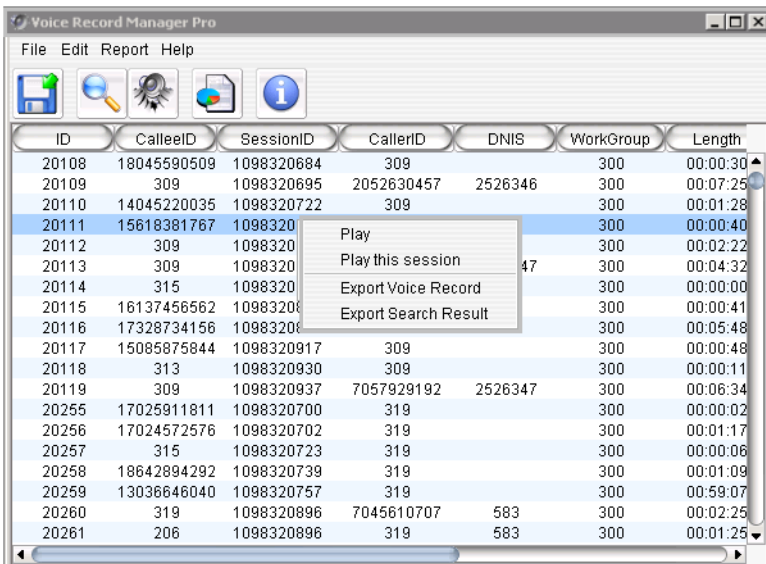 Voice Record Manager Pro
File Edit Report Help
ID CalleeID SessionID CallerID DNIS WorkGroup Length
20108 18045590509 1098320684 309 300 00:00:30
20109 309 1098320695 2052630457 2526346 300 00:07:25
20110 14045220035 1098320722 309 300 00:01:28
20111 15618381767 1098320 300 00:00:40
Play
20112 309 1098320 300 00:02:22
Play this session
20113 309 1098320 47 300 00:04:32
20114 315 1098320 300 00:00:00
Export Voice Record
20115 16137456562 1098320 300 00:00:41
Export Search Result
20116 17328734156 1098320 300 00:05:48
20117 15085875844 1098320917 309 300 00:00:48
20118 313 1098320930 309 300 00:00:11
20119 309 1098320937 7057929192 2526347 300 00:06:34
20255 17025911811 1098320700 319 300 00:00:02
20256 17024572576 1098320702 319 300 00:01:17
20257 315 1098320723 319 300 00:00:06
20258 18642894292 1098320739 319 300 00:01:09
20259 13036646040 1098320757 319 300 00:59:07
20260 319 1098320896 7045610707 583 300 00:02:25
20261 206 1098320896 319 583 300 00:01:25